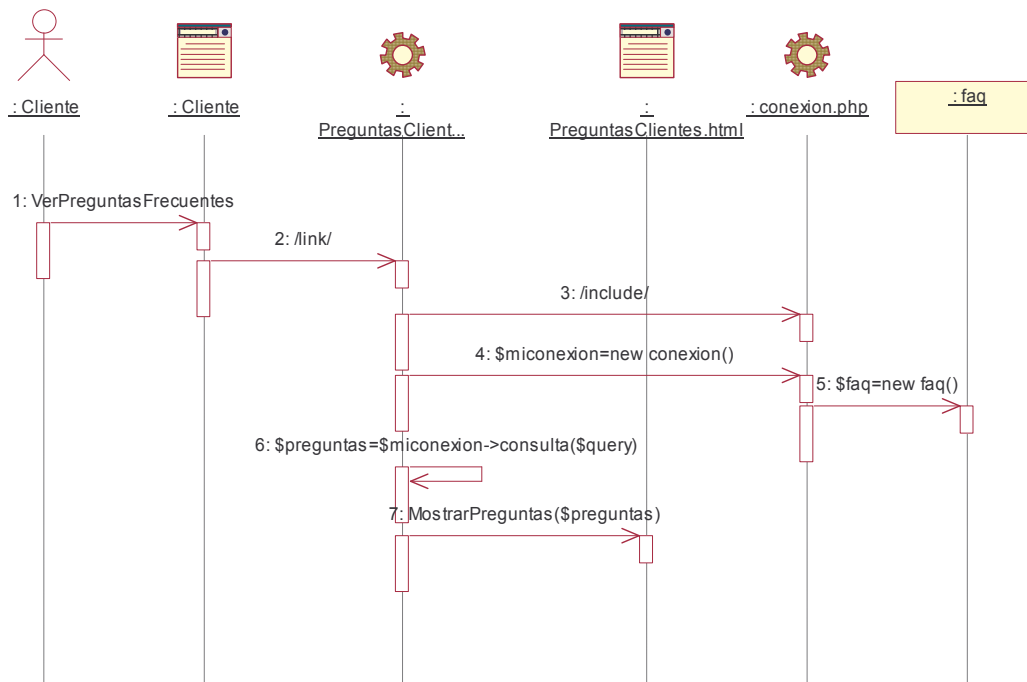 : Cliente
: Cliente
:
PreguntasClient...
:
PreguntasClientes.html
: conexion.php
: faq
1: VerPreguntasFrecuentes
2: /link/
3: /include/
4: $miconexion=new conexion()
5: $faq=new faq()
6: $preguntas=$miconexion->consulta($query)
7: MostrarPreguntas($preguntas)